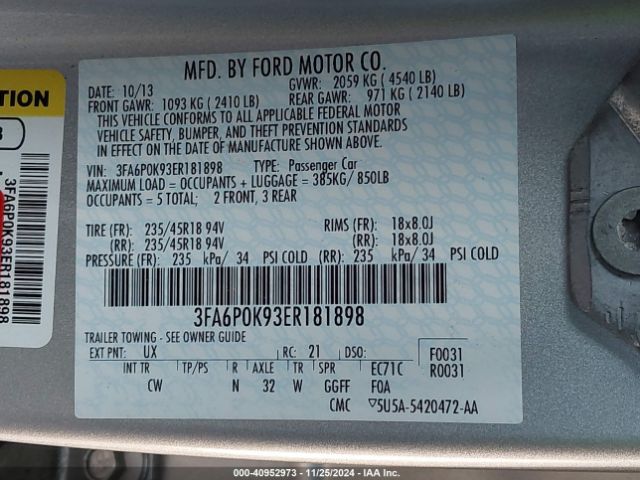 MFD. BY FORD MOTOR CO.
DATE: 10/13 GVWR: 2059 KG ( 4540 LB)
FRONT GAWR: 1093 KG ( 2410 LB) REAR GAWR: 971 KG ( 2140 LB)
THIS VEHICLE CONFORMS TO ALL APPLICABLE FEDERAL MOTOR
VEHICLE SAFETY, BUMPER, AND THEFT PREVENTION STANDARDS
IN EFFECT ON THE DATE OF MANUFACTURE SHOWN ABOVE.
VIN: 3FA6P0K93ER181898 TYPE: Passenger Car
MAXIMUM LOAD = OCCUPANTS + LUGGAGE = 385KG/ 850LB
OCCUPANTS = 5 TOTAL; 2 FRONT, 3 REAR
TIRE (FR): 235/45R18 94V RIMS (FR): 18x8.0J
(RR): 235/45R18 94V (RR): 18x8.0J
PRESSURE (FR): 235 kPa/ 34 PSI COLD (RR): 235 kPa/ 34 PSI COLD
3FA6P0K93ER181898
TRAILER TOWING - SEE OWNER GUIDE
EXT PNT: UX RC: 21 DSO: F0031
INT TR TP/PS R AXLE TR SPR EC71C R0031
CW N 32 W GGFF F0A
CMC ▽5U5A-5420472-AA
TION
3FA6P0K93ER181898
000-40952973 - 11/25/2024 - IAA Inc.